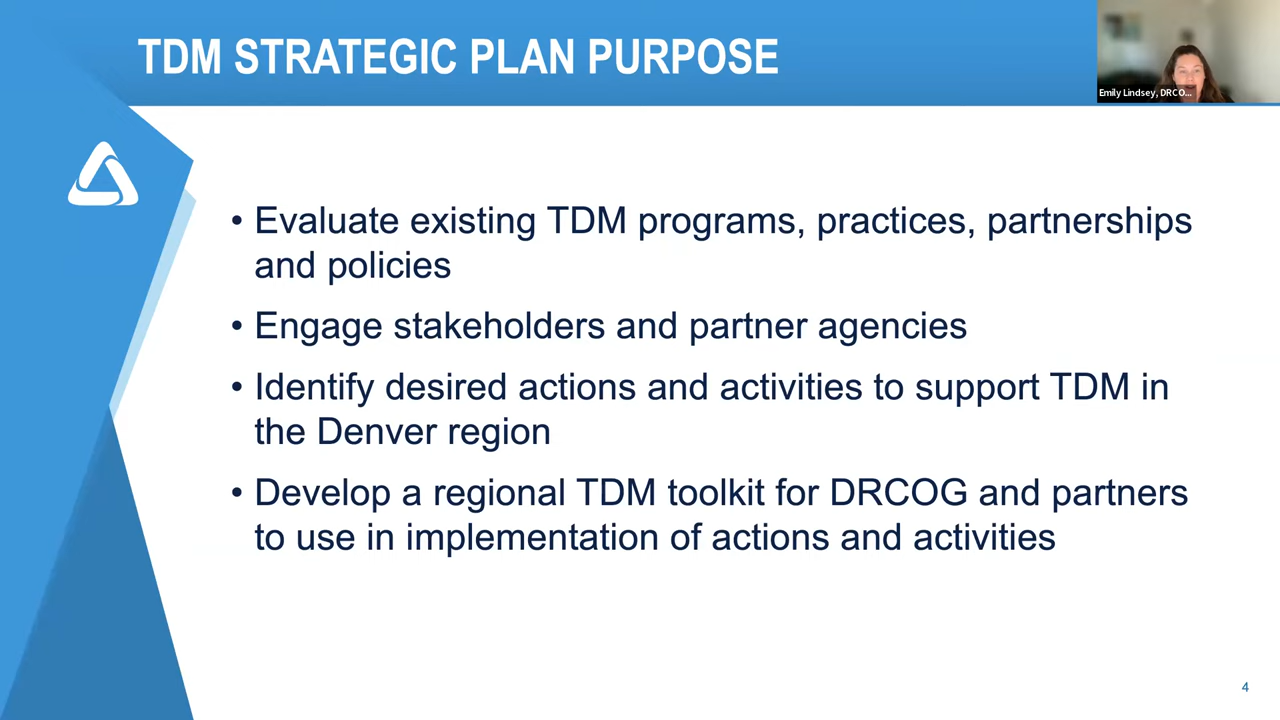 TDM STRATEGIC PLAN PURPOSE
Emily Lindsey, DRCO...
• Evaluate existing TDM programs, practices, partnerships
and policies
• Engage stakeholders and partner agencies
• Identify desired actions and activities to support TDM in
the Denver region
• Develop a regional TDM toolkit for DRCOG and partners
to use in implementation of actions and activities
4